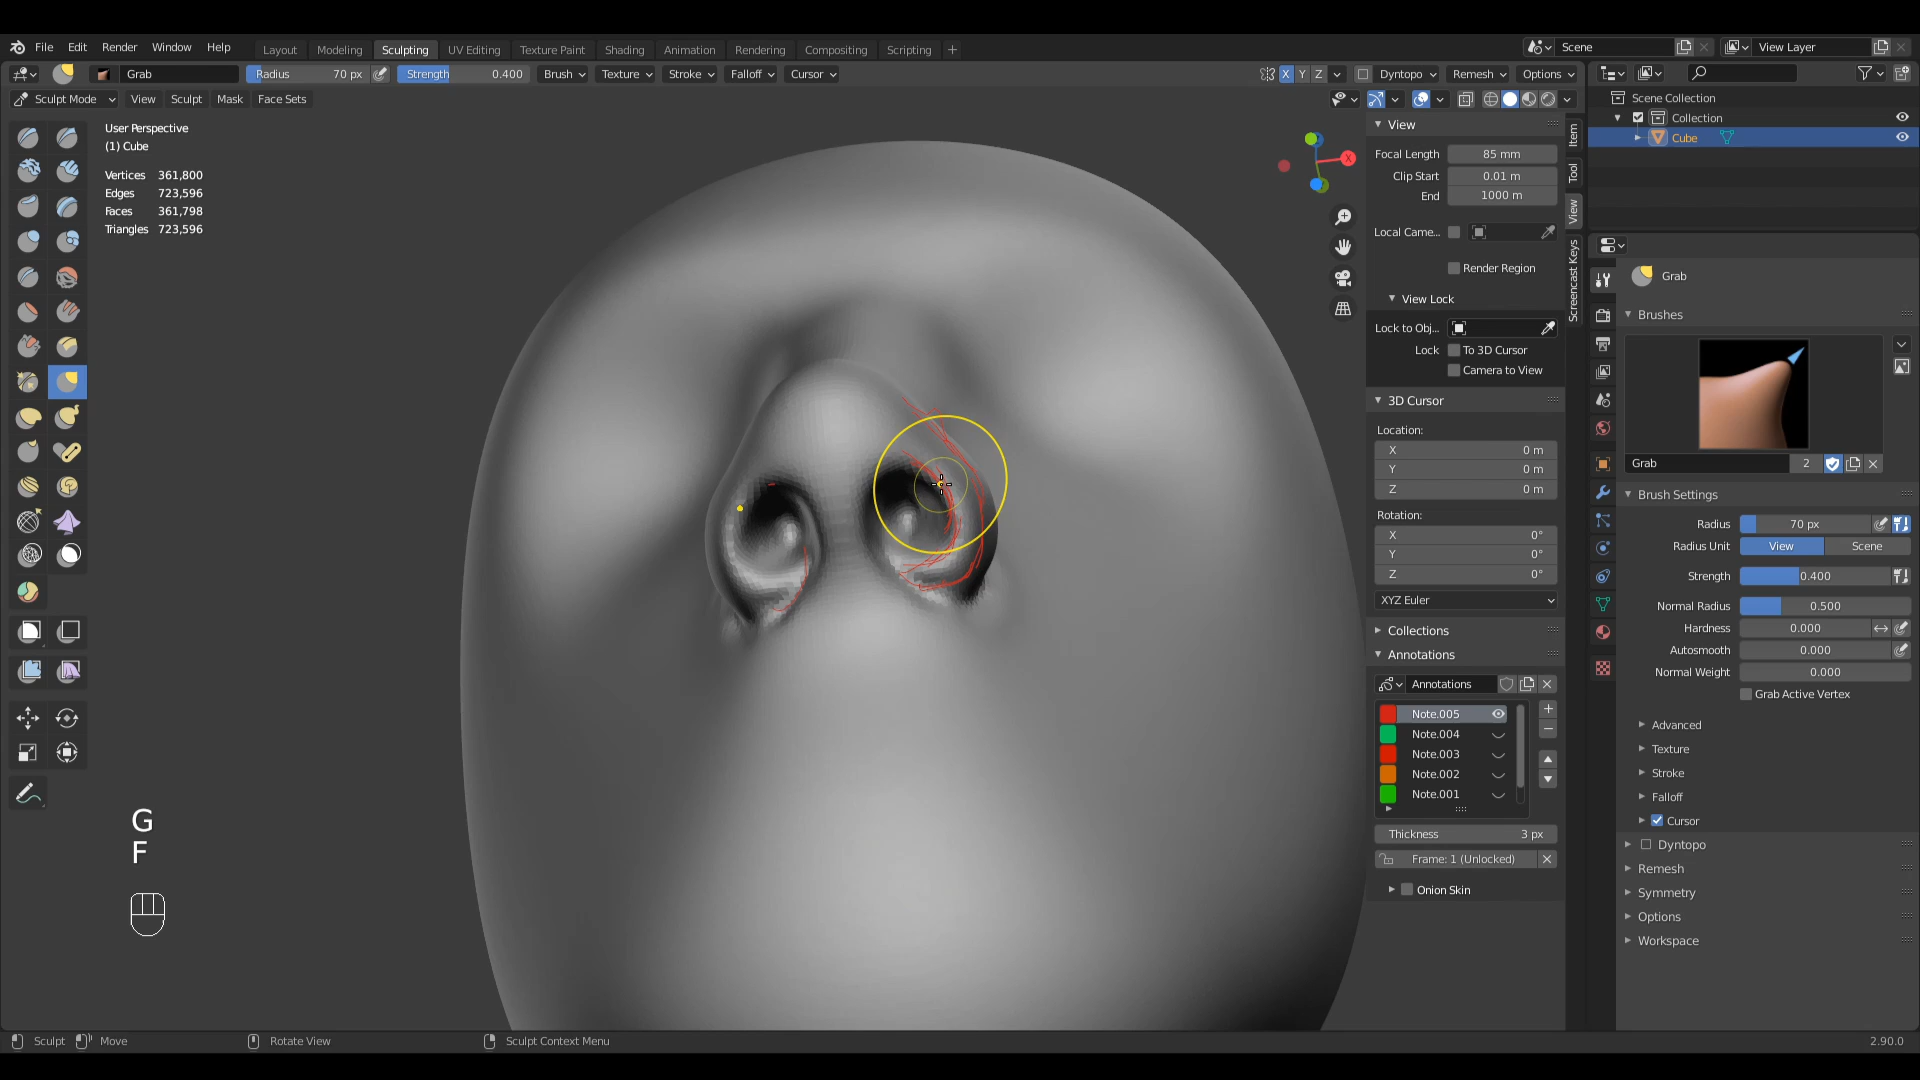 File Edit Render Window Help Layout Modeling Sculpting UV Editing Texture Paint Shading Animation Rendering Compositing Scripting + Scene View Layer
Grab Radius 70 px Strength 0.400 Brush Texture Stroke Falloff Cursor X Y Z Dyntopo Remesh Options
Sculpt Mode View Sculpt Mask Face Sets
User Perspective
(1) Cube
Vertices 361,800
Edges 723,596
Faces 361,798
Triangles 723,596
G
F
X
View
Focal Length 85 mm
Clip Start 0.01 m
End 1000 m
Local Came...
Render Region
View Lock
Lock to Obj...
Lock To 3D Cursor
Camera to View
3D Cursor
Location:
X 0 m
Y 0 m
Z 0 m
Rotation:
X 0°
Y 0°
Z 0°
XYZ Euler
Collections
Annotations
Annotations
Note.005
Note.004
Note.003
Note.002
Note.001
Thickness 3 px
Frame: 1 (Unlocked)
Onion Skin
Item
Tool
View
Screencast Keys
Scene Collection
Collection
Cube
Grab
Brushes
Grab 2
Brush Settings
Radius 70 px
Radius Unit View Scene
Strength 0.400
Normal Radius 0.500
Hardness 0.000
Autosmooth 0.000
Normal Weight 0.000
Grab Active Vertex
Advanced
Texture
Stroke
Falloff
Cursor
Dyntopo
Remesh
Symmetry
Options
Workspace
Sculpt Move Rotate View Sculpt Context Menu 2.90.0